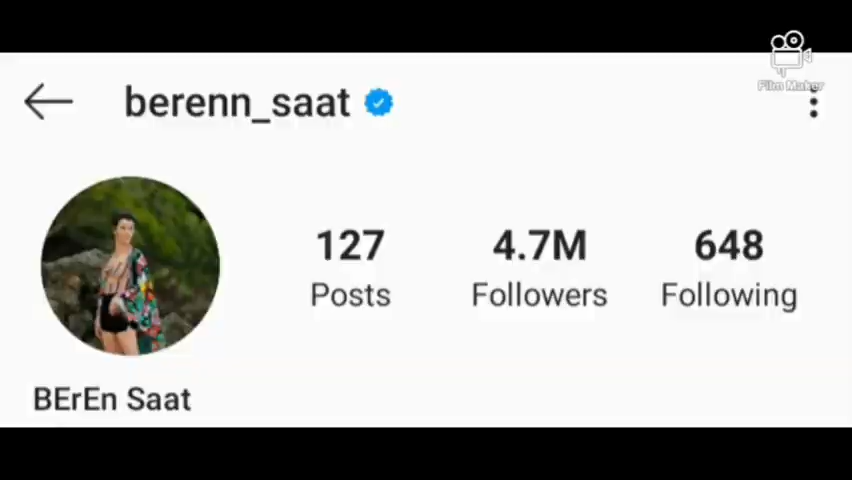 Film Maker
berenn_saat
127 4.7M 648
Posts Followers Following
BErEn Saat